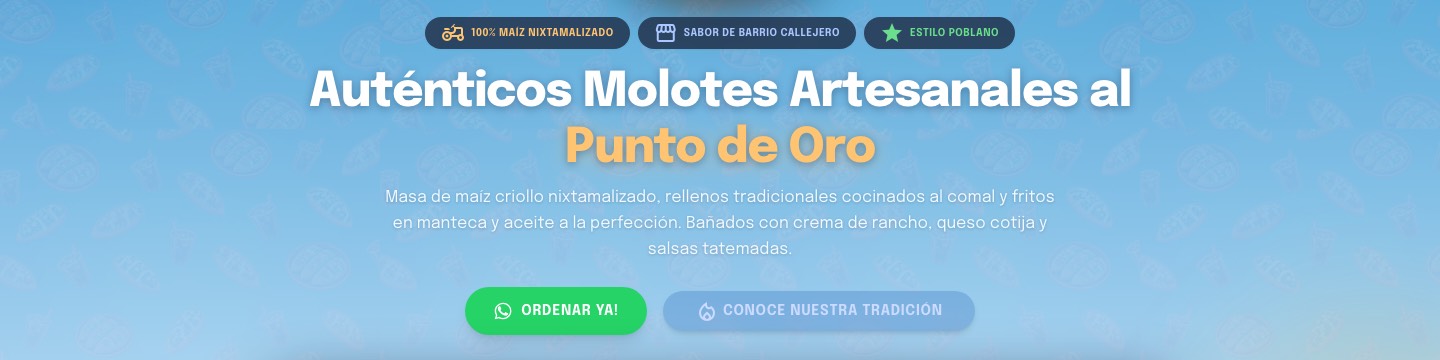 100% MAÍZ NIXTAMALIZADO
SABOR DE BARRIO CALLEJERO
ESTILO POBLANO
Auténticos Molotes Artesanales al
Punto de Oro
Masa de maíz criollo nixtamalizado, rellenos tradicionales cocinados al comal y fritos
en manteca y aceite a la perfección. Bañados con crema de rancho, queso cotija y
salsas tatemadas.
ORDENAR YA!
CONOCE NUESTRA TRADICIÓN